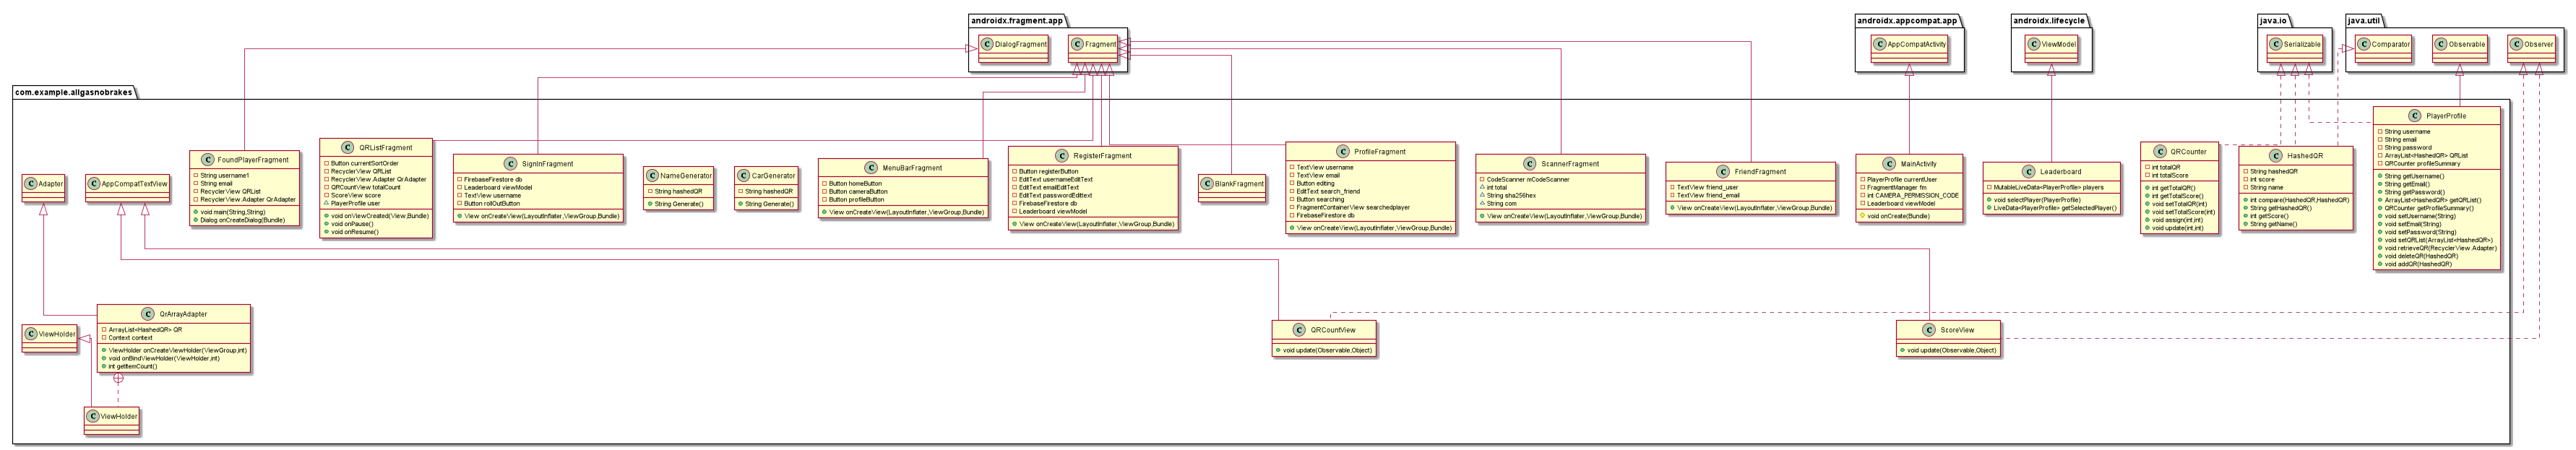 androidx.fragment.app
C DialogFragment
C Fragment
androidx.appcompat.app
C AppCompatActivity
androidx.lifecycle
C ViewModel
java.io
C Serializable
java.util
C Comparator
C Observable
C Observer
com.example.allgasnobrakes
C Adapter
C AppCompatTextView
C FoundPlayerFragment
String username1
String email
RecyclerView QRList
RecyclerView.Adapter QrAdapter
void main(String,String)
Dialog onCreateDialog(Bundle)
C QRListFragment
Button currentSortOrder
RecyclerView QRList
RecyclerView.Adapter QrAdapter
QRCountView totalCount
ScoreView score
PlayerProfile user
void onViewCreated(View,Bundle)
void onPause()
void onResume()
C SignInFragment
FirebaseFirestore db
Leaderboard viewModel
TextView username
Button rollOutButton
View onCreateView(LayoutInflater,ViewGroup,Bundle)
C NameGenerator
String hashedQR
String Generate()
C CarGenerator
String hashedQR
String Generate()
C MenuBarFragment
Button homeButton
Button cameraButton
Button profileButton
View onCreateView(LayoutInflater,ViewGroup,Bundle)
C RegisterFragment
Button registerButton
EditText usernameEditText
EditText emailEditText
EditText passwordEditText
FirebaseFirestore db
Leaderboard viewModel
View onCreateView(LayoutInflater,ViewGroup,Bundle)
C BlankFragment
C ProfileFragment
TextView username
TextView email
Button editing
EditText search_friend
Button searching
FragmentContainerView searchedplayer
FirebaseFirestore db
View onCreateView(LayoutInflater,ViewGroup,Bundle)
C ScannerFragment
CodeScanner mCodeScanner
int total
String sha256hex
String com
View onCreateView(LayoutInflater,ViewGroup,Bundle)
C FriendFragment
TextView friend_user
TextView friend_email
View onCreateView(LayoutInflater,ViewGroup,Bundle)
C MainActivity
PlayerProfile currentUser
FragmentManager fm
int CAMERA_PERMISSION_CODE
Leaderboard viewModel
void onCreate(Bundle)
C Leaderboard
MutableLiveData<PlayerProfile> players
void selectPlayer(PlayerProfile)
LiveData<PlayerProfile> getSelectedPlayer()
C QRCounter
int totalQR
int totalScore
int getTotalQR()
int getTotalScore()
void setTotalQR(int)
void setTotalScore(int)
void assign(int,int)
void update(int,int)
C HashedQR
String hashedQR
int score
String name
int compare(HashedQR,HashedQR)
String getHashedQR()
int getScore()
String getName()
C PlayerProfile
String username
String email
String password
ArrayList<HashedQR> QRList
QRCounter profileSummary
String getUsername()
String getEmail()
String getPassword()
ArrayList<HashedQR> getQRList()
QRCounter getProfileSummary()
void setUsername(String)
void setEmail(String)
void setPassword(String)
void setQRList(ArrayList<HashedQR>)
void retrieveQR(RecyclerView.Adapter)
void deleteQR(HashedQR)
void addQR(HashedQR)
C ViewHolder
C QrArrayAdapter
ArrayList<HashedQR> QR
Context context
ViewHolder onCreateViewHolder(ViewGroup,int)
void onBindViewHolder(ViewHolder,int)
int getItemCount()
C QRCountView
void update(Observable,Object)
C ScoreView
void update(Observable,Object)
C ViewHolder